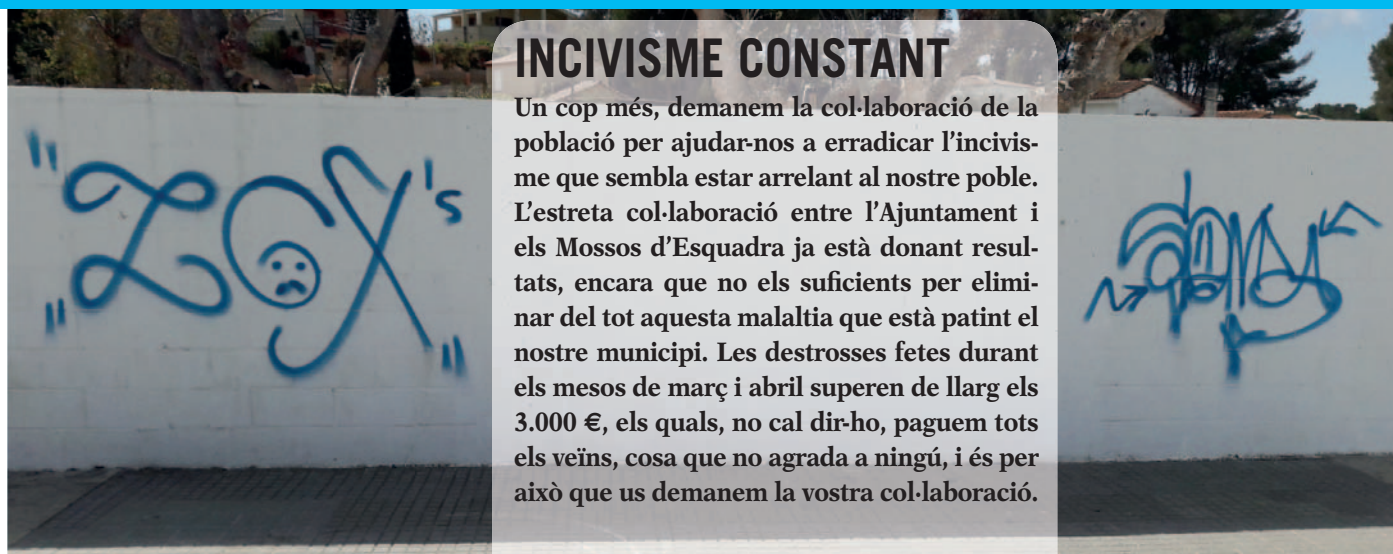 INCIVISME CONSTANT
Un cop més, demanem la col·laboració de la
població per ajudar-nos a erradicar l'incivis-
me que sembla estar arrelant al nostre poble.
L'estreta col·laboració entre l'Ajuntament i
els Mossos d'Esquadra ja està donant resul-
tats, encara que no els suficients per elimi-
nar del tot aquesta malaltia que està patint el
nostre municipi. Les destrosses fetes durant
els mesos de març i abril superen de llarg els
3.000 €, els quals, no cal dir-ho, paguem tots
els veïns, cosa que no agrada a ningú, i és per
això que us demanem la vostra col·laboració.
"LOX's"